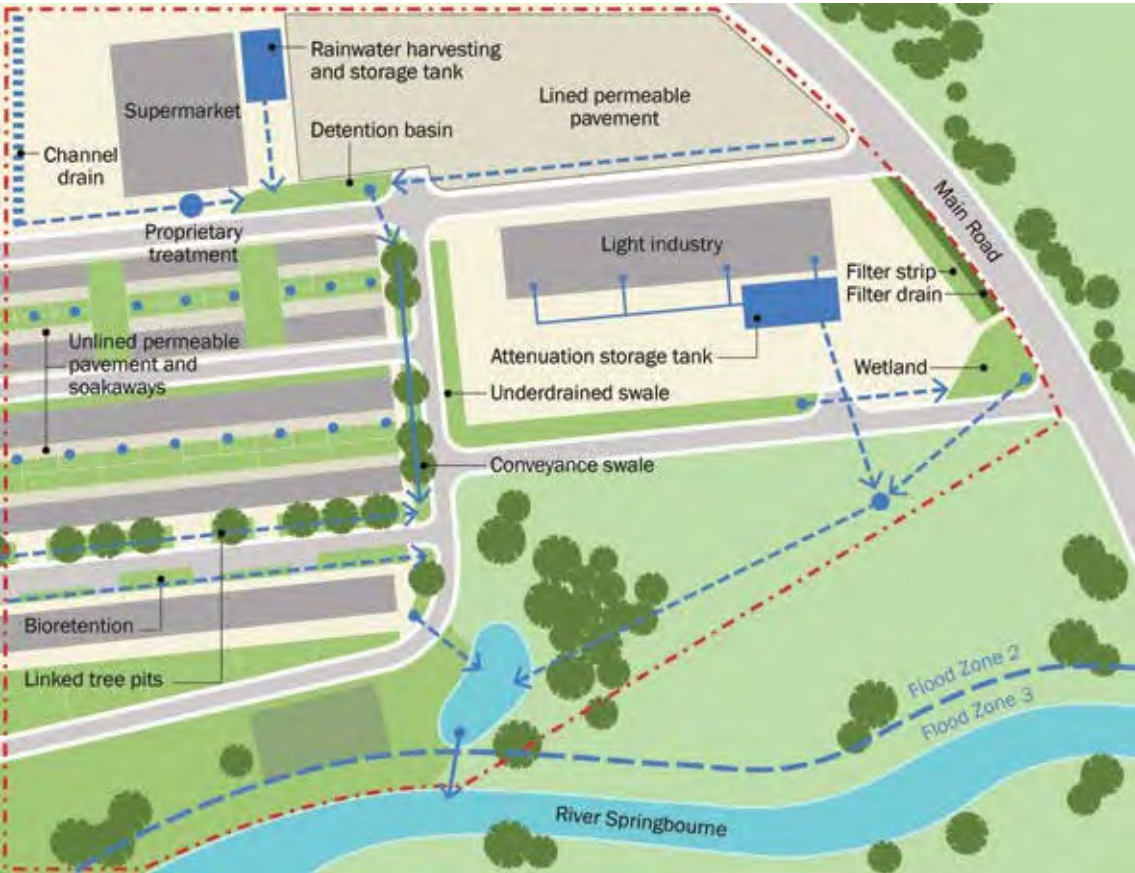 Rainwater harvesting
and storage tank
Supermarket
Lined permeable
pavement
Detention basin
Channel
drain
Main Road
Proprietary
treatment
Light industry
Filter strip
Filter drain
Unlined permeable
pavement and
soakaways
Attenuation storage tank
Wetland
Underdrained swale
Conveyance swale
Bioretention
Linked tree pits
Flood Zone 2
Flood Zone 3
River Springbourne